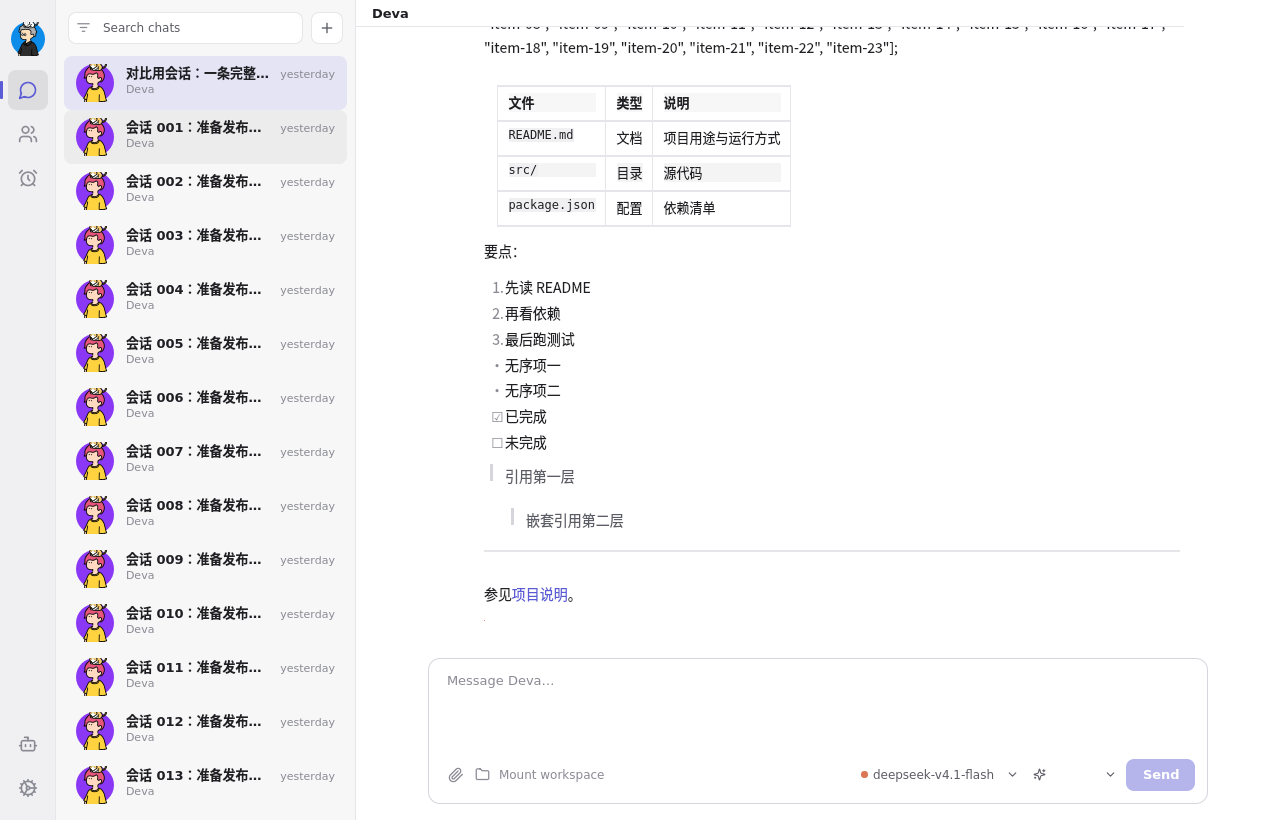 Search chats
对比用会话：一条完整...
yesterday
Deva
会话 001：准备发布...
yesterday
Deva
会话 002：准备发布...
yesterday
Deva
会话 003：准备发布...
yesterday
Deva
会话 004：准备发布...
yesterday
Deva
会话 005：准备发布...
yesterday
Deva
会话 006：准备发布...
yesterday
Deva
会话 007：准备发布...
yesterday
Deva
会话 008：准备发布...
yesterday
Deva
会话 009：准备发布...
yesterday
Deva
会话 010：准备发布...
yesterday
Deva
会话 011：准备发布...
yesterday
Deva
会话 012：准备发布...
yesterday
Deva
会话 013：准备发布...
yesterday
Deva
Deva
"item-18", "item-19", "item-20", "item-21", "item-22", "item-23"];
文件 类型 说明
README.md 文档 项目用途与运行方式
src/ 目录 源代码
package.json 配置 依赖清单
要点：
1. 先读 README
2. 再看依赖
3. 最后跑测试
• 无序项一
• 无序项二
☑ 已完成
☐ 未完成
引用第一层
嵌套引用第二层
参见项目说明。
Message Deva...
Mount workspace
deepseek-v4.1-flash
Send